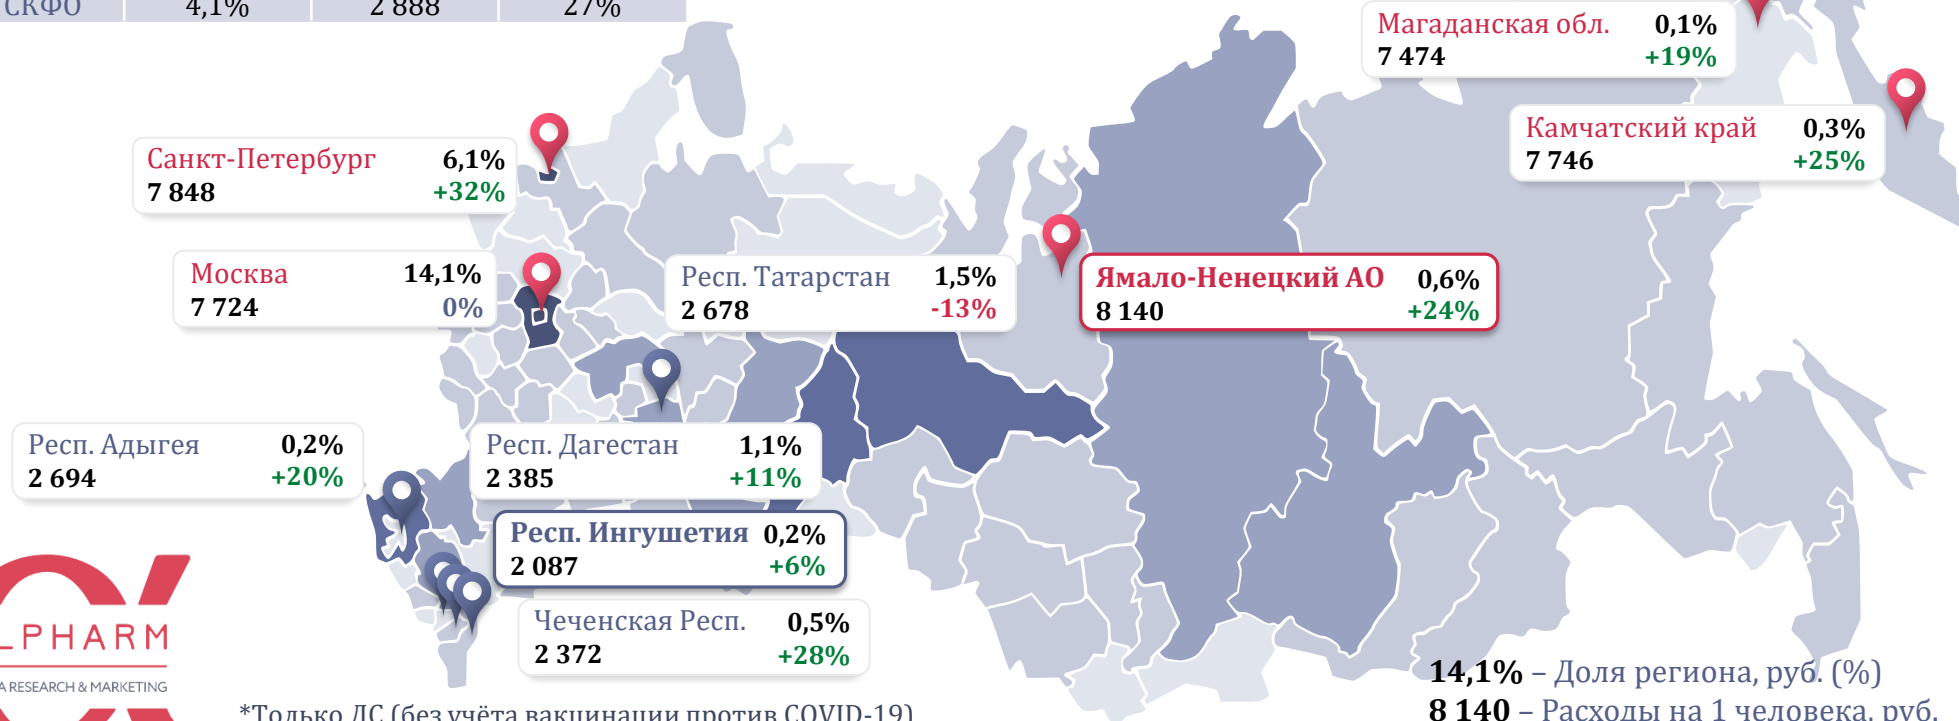 СКФО 4,1% 2 888 27%
Магаданская обл. 0,1%
7 474 +19%
Камчатский край 0,3%
7 746 +25%
Санкт-Петербург 6,1%
7 848 +32%
Москва 14,1%
7 724 0%
Респ. Татарстан 1,5%
2 678 -13%
Ямало-Ненецкий АО 0,6%
8 140 +24%
Респ. Адыгея 0,2%
2 694 +20%
Респ. Дагестан 1,1%
2 385 +11%
Респ. Ингушетия 0,2%
2 087 +6%
Чеченская Респ. 0,5%
2 372 +28%
LPHARM
A RESEARCH & MARKETING
14,1% – Доля региона, руб. (%)
8 140 – Расходы на 1 человека, руб.
*Только ЛС (без учёта вакцинации против COVID-19)